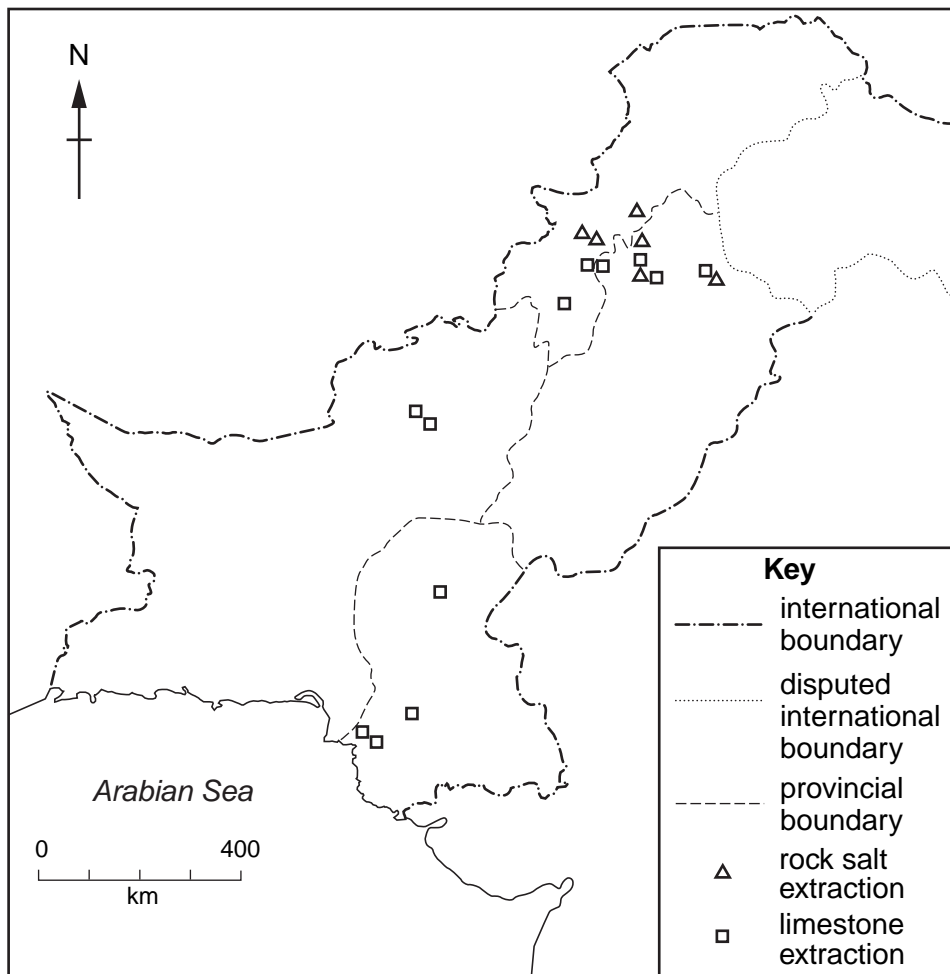 N
Arabian Sea
0 400
km
Key
international
boundary
disputed
international
boundary
provincial
boundary
rock salt
extraction
limestone
extraction